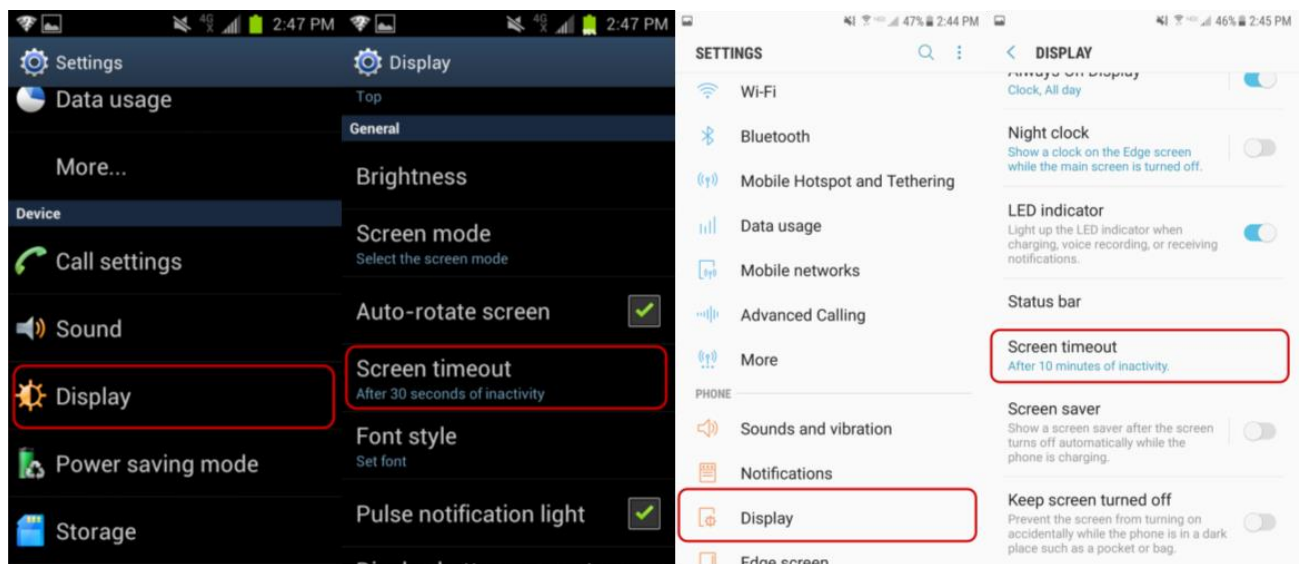 4G 2:47 PM
Settings
Data usage
More...
Device
Call settings
Sound
Display
Power saving mode
Storage
4G 2:47 PM
Display
Top
General
Brightness
Screen mode
Select the screen mode
Auto-rotate screen
Screen timeout
After 30 seconds of inactivity
Font style
Set font
Pulse notification light
47% 2:44 PM
SETTINGS
Wi-Fi
Bluetooth
Mobile Hotspot and Tethering
Data usage
Mobile networks
Advanced Calling
More
PHONE
Sounds and vibration
Notifications
Display
Edge screen
46% 2:45 PM
DISPLAY
Always On Display
Clock, All day
Night clock
Show a clock on the Edge screen
while the main screen is turned off.
LED indicator
Light up the LED indicator when
charging, voice recording, or receiving
notifications.
Status bar
Screen timeout
After 10 minutes of inactivity.
Screen saver
Show a screen saver after the screen
turns off automatically while the
phone is charging.
Keep screen turned off
Prevent the screen from turning on
accidentally while the phone is in a dark
place such as a pocket or bag.